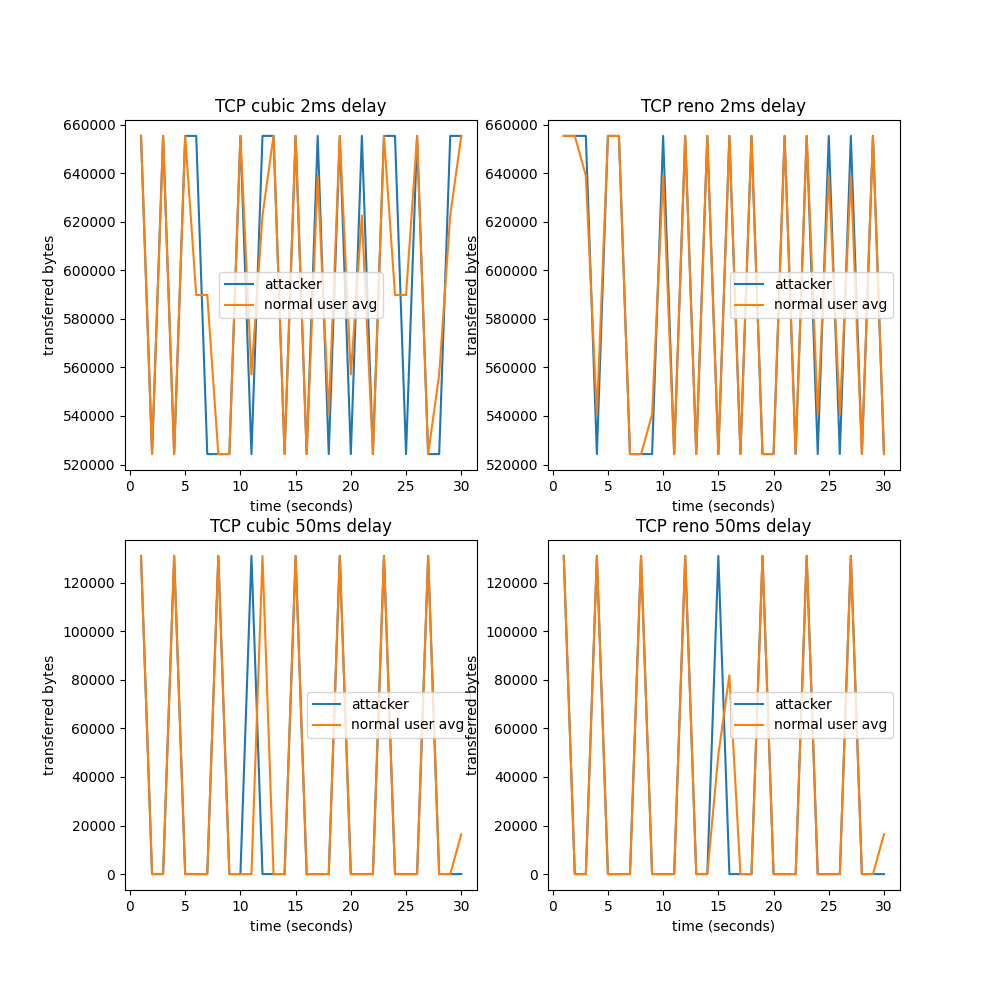 TCP cubic 2ms delay
660000
640000
620000
600000
580000
560000
540000
520000
transferred bytes
attacker
normal user avg
0 5 10 15 20 25 30
time (seconds)
TCP reno 2ms delay
660000
640000
620000
600000
580000
560000
540000
520000
transferred bytes
attacker
normal user avg
0 5 10 15 20 25 30
time (seconds)
TCP cubic 50ms delay
120000
100000
80000
60000
40000
20000
0
transferred bytes
attacker
normal user avg
0 5 10 15 20 25 30
time (seconds)
TCP reno 50ms delay
120000
100000
80000
60000
40000
20000
0
transferred bytes
attacker
normal user avg
0 5 10 15 20 25 30
time (seconds)